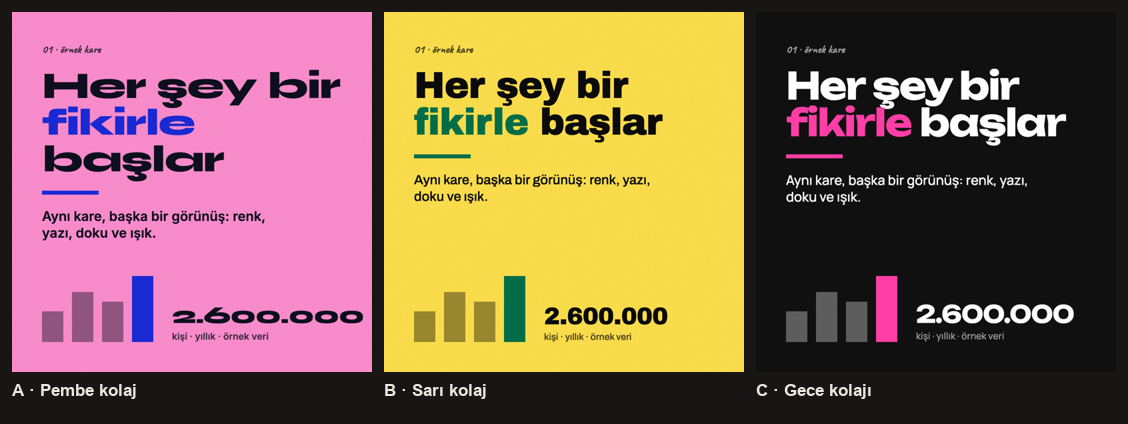 01 · örnek kare
Her şey bir
fikirle
başlar
Aynı kare, başka bir görünüş: renk,
yazı, doku ve ışık.
2.600.000
kişi · yıllık · örnek veri
A · Pembe kolaj
01 · örnek kare
Her şey bir
fikirle başlar
Aynı kare, başka bir görünüş: renk, yazı,
doku ve ışık.
2.600.000
kişi · yıllık · örnek veri
B · Sarı kolaj
01 · örnek kare
Her şey bir
fikirle başlar
Aynı kare, başka bir görünüş: renk, yazı,
doku ve ışık.
2.600.000
kişi · yıllık · örnek veri
C · Gece kolajı